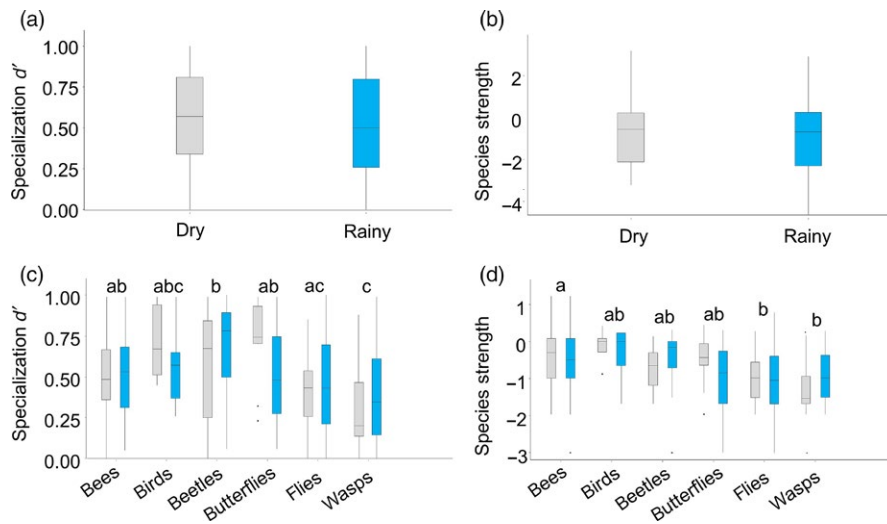 (a)
Specialization d′
1.00
0.75
0.50
0.25
0.00
Dry
Rainy
(b)
Species strength
2
0
−2
−4
Dry
Rainy
(c)
Specialization d′
1.00
0.75
0.50
0.25
0.00
ab
abc
b
ab
ac
c
Bees
Birds
Beetles
Butterflies
Flies
Wasps
(d)
Species strength
1
0
−1
−2
−3
a
ab
ab
ab
b
b
Bees
Birds
Beetles
Butterflies
Flies
Wasps